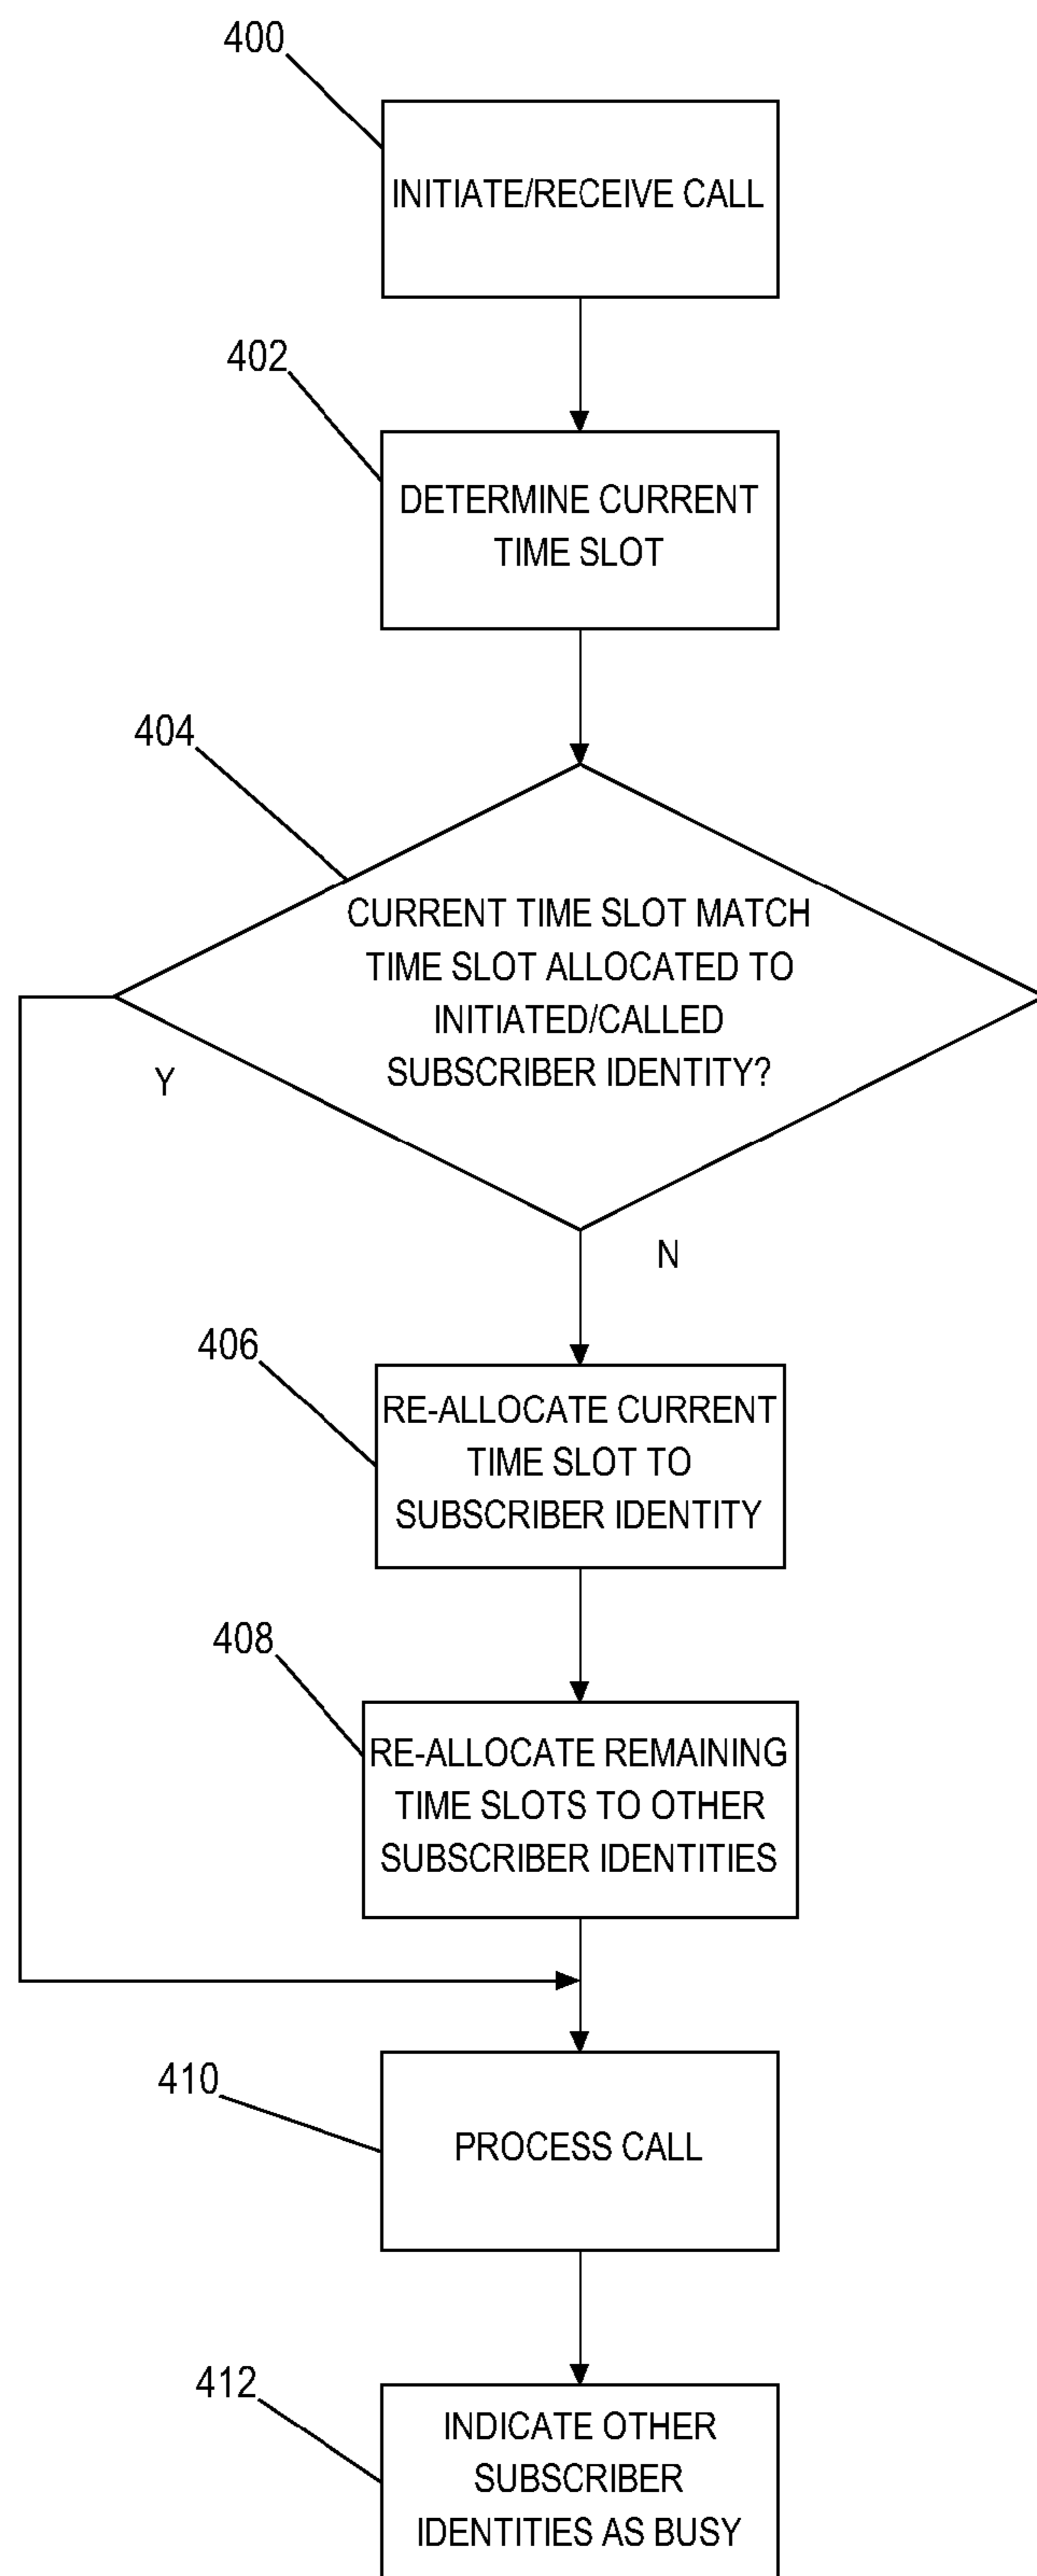 400
INITIATE/RECEIVE CALL
402
DETERMINE CURRENT
TIME SLOT
404
CURRENT TIME SLOT MATCH
TIME SLOT ALLOCATED TO
INITIATED/CALLED
SUBSCRIBER IDENTITY?
Y
N
406
RE-ALLOCATE CURRENT
TIME SLOT TO
SUBSCRIBER IDENTITY
408
RE-ALLOCATE REMAINING
TIME SLOTS TO OTHER
SUBSCRIBER IDENTITIES
410
PROCESS CALL
412
INDICATE OTHER
SUBSCRIBER
IDENTITIES AS BUSY